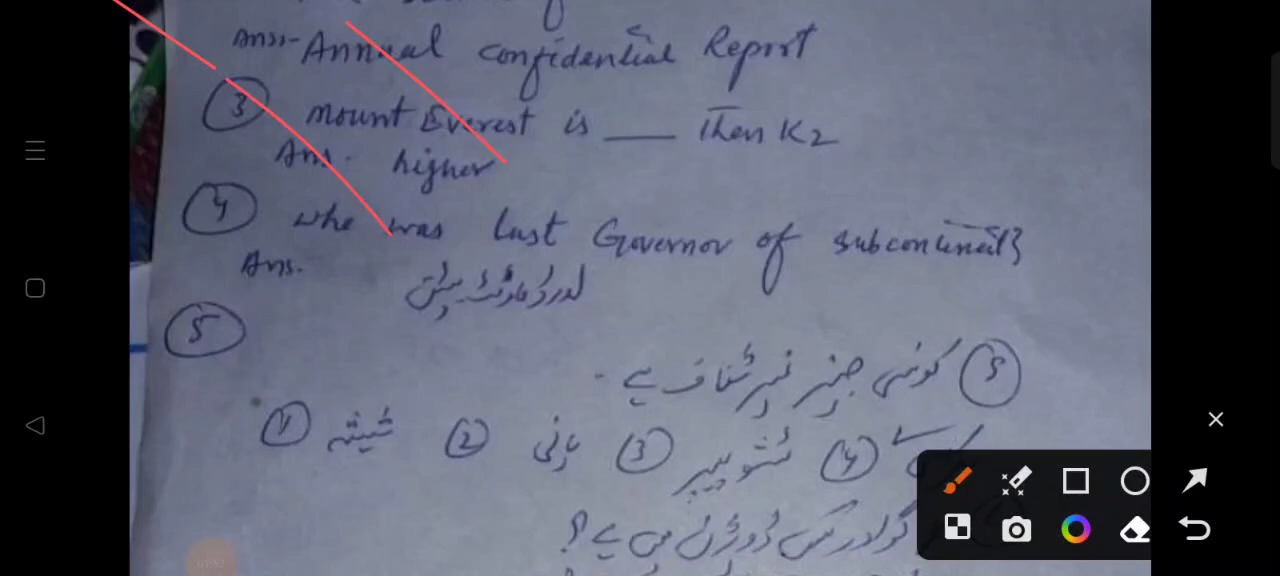 Ans:- Annual confidential Report
③ Mount Everest is ___ Then K2
Ans. higher
④ Who was last Governor of subcontinent?
Ans. لارڈ ماؤنٹ بیٹن
⑤
⑤ کونسی چیز غیر شفاف ہے۔
① شیشہ ② پانی ③ ٹشو پیپر ④
گوادر کس ڈویژن میں ہے؟